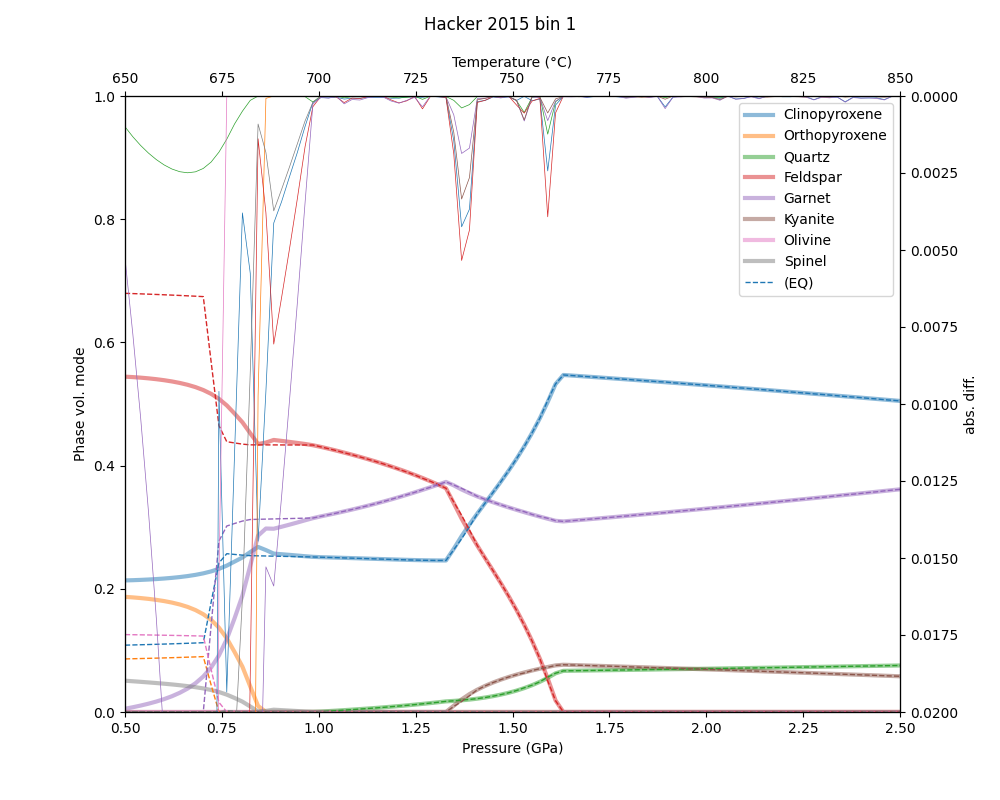 Hacker 2015 bin 1
Temperature (°C)
650 675 700 725 750 775 800 825 850
1.0 0.0000
Clinopyroxene
Orthopyroxene
Quartz
Feldspar
Garnet
Kyanite
Olivine
Spinel
(EQ)
0.0025
0.8
0.0050
0.0075
0.6
Phase vol. mode
0.0100
abs. diff.
0.4
0.0125
0.0150
0.2
0.0175
0.0 0.0200
0.50 0.75 1.00 1.25 1.50 1.75 2.00 2.25 2.50
Pressure (GPa)